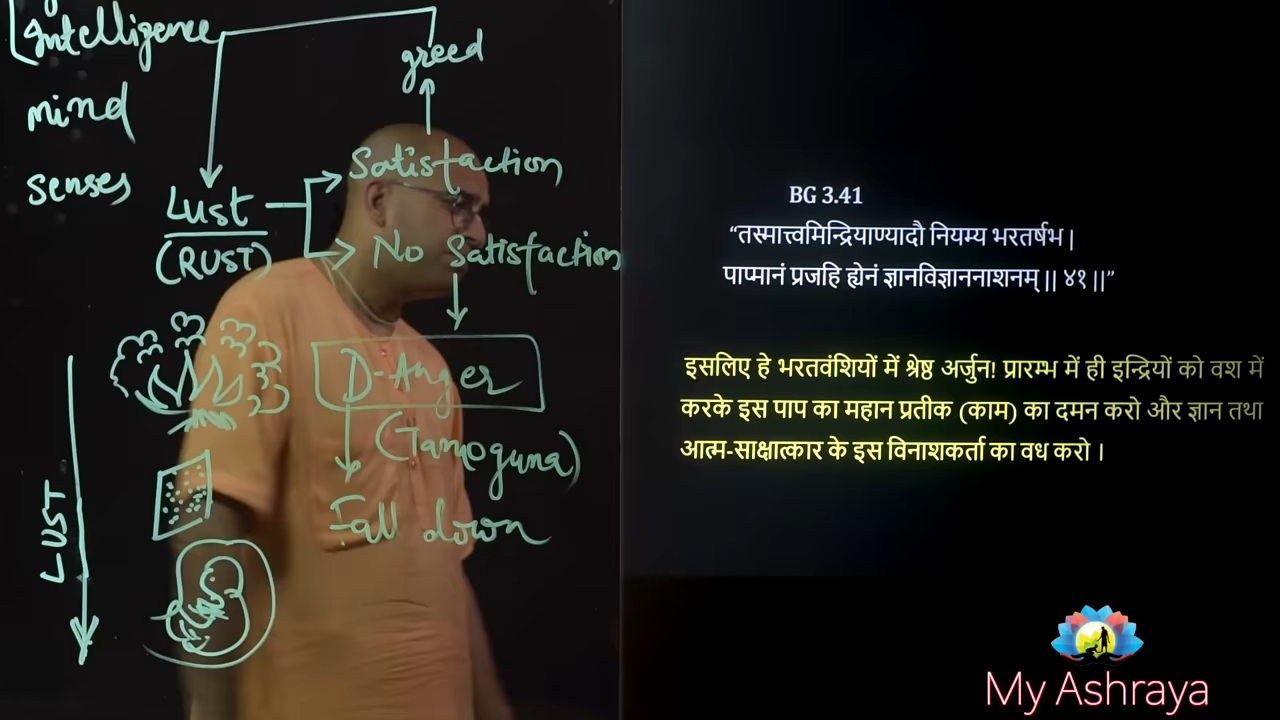 Intelligence
greed
mind
Satisfaction
senses
Lust
(RUST)
No Satisfaction
D-Anger
(Tamoguna)
Fall down
LUST
BG 3.41
“तस्मात्त्वमिन्द्रियाण्यादौ नियम्य भरतर्षभ |
पाप्मानं प्रजहि ह्येनं ज्ञानविज्ञाननाशनम् || ४१ ||”
इसलिए हे भरतवंशियों में श्रेष्ठ अर्जुन! प्रारम्भ में ही इन्द्रियों को वश में
करके इस पाप का महान प्रतीक (काम) का दमन करो और ज्ञान तथा
आत्म-साक्षात्कार के इस विनाशकर्ता का वध करो ।
My Ashraya